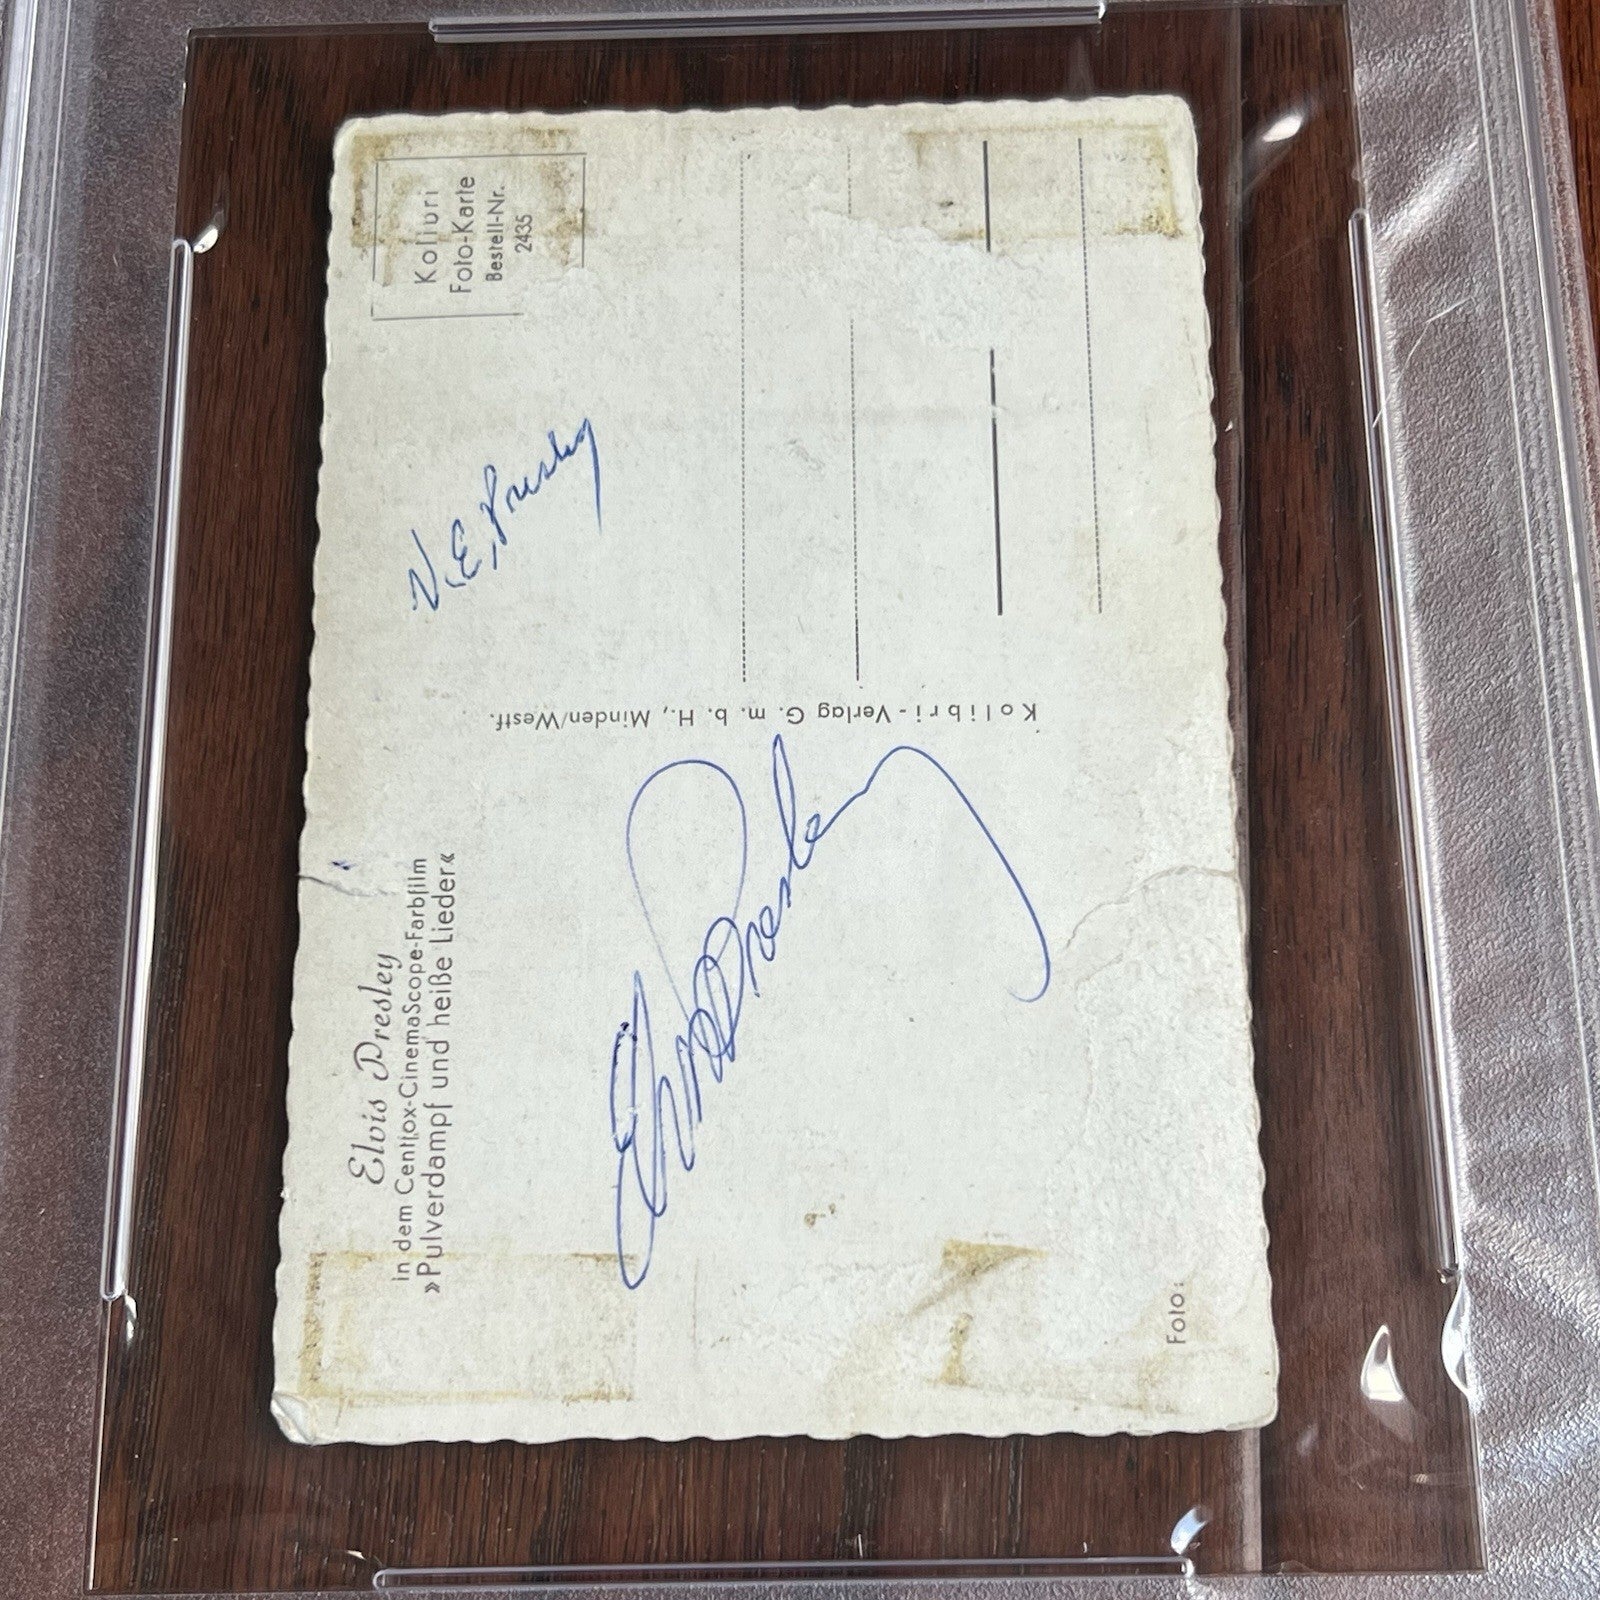 Elvis Presley
in dem Centfox-CinemaScope-Farbfilm
»Pulverdampf und heiße Lieder«
Kolibri
Foto-Karte
Bestell-Nr.
2435
V. E. Presley
Kolibri-Verlag G. m. b. H., Minden/Westf.
Elvis Presley
Foto: